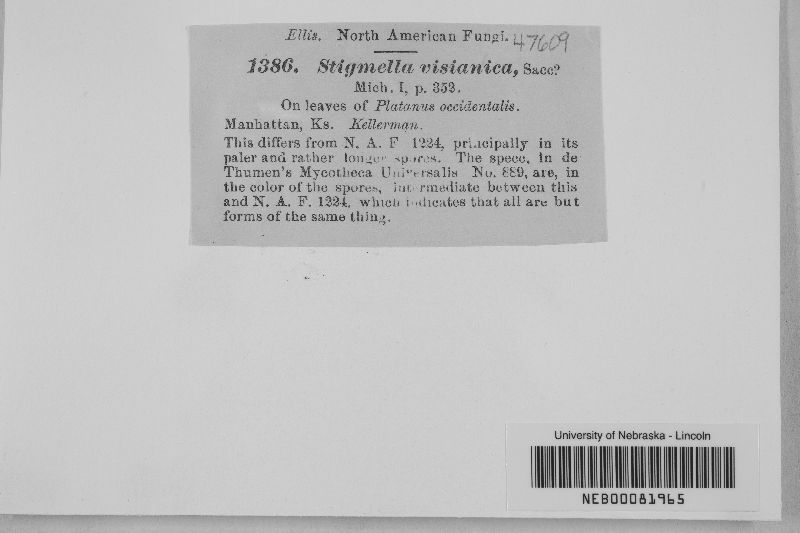 Ellis. North American Fungi. 47609
1386. Stigmella visianica, Sacc?
Mich. I, p. 353.
On leaves of Platanus occidentalis.
Manhattan, Ks. Kellerman.
This differs from N. A. F 1224, principally in its
paler and rather longer spores. The specc. in de
Thumen's Mycotheca Universalis No. 889, are, in
the color of the spores, intermediate between this
and N. A. F. 1224, which indicates that all are but
forms of the same thing.
University of Nebraska - Lincoln
NEB00081965